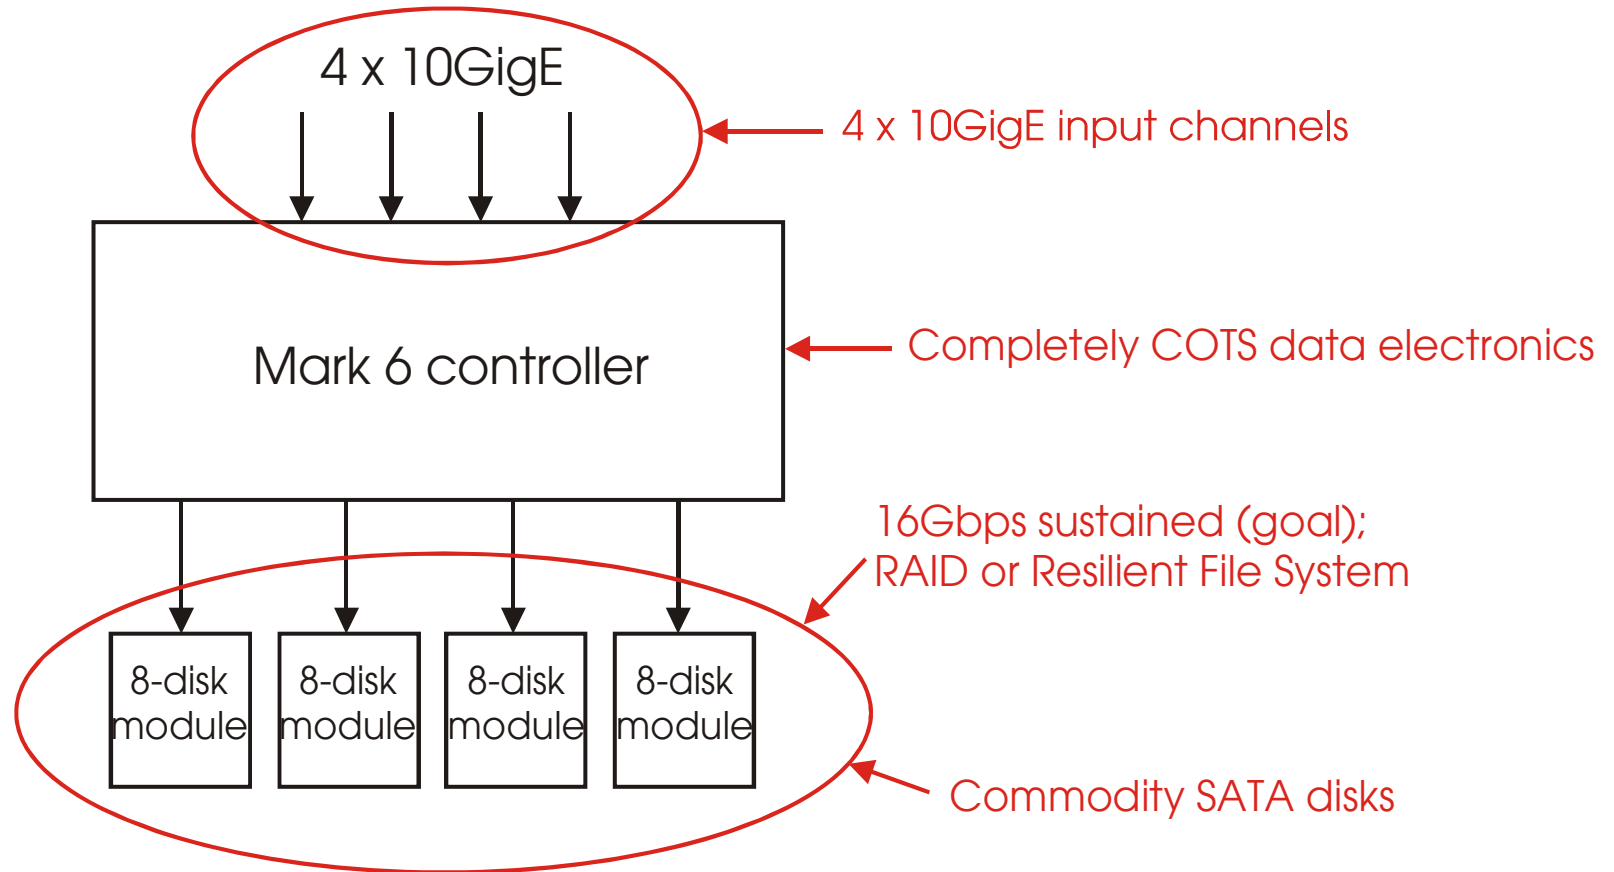 4 x 10GigE
4 x 10GigE input channels
Mark 6 controller
Completely COTS data electronics
16Gbps sustained (goal);
RAID or Resilient File System
8-disk
module
8-disk
module
8-disk
module
8-disk
module
Commodity SATA disks